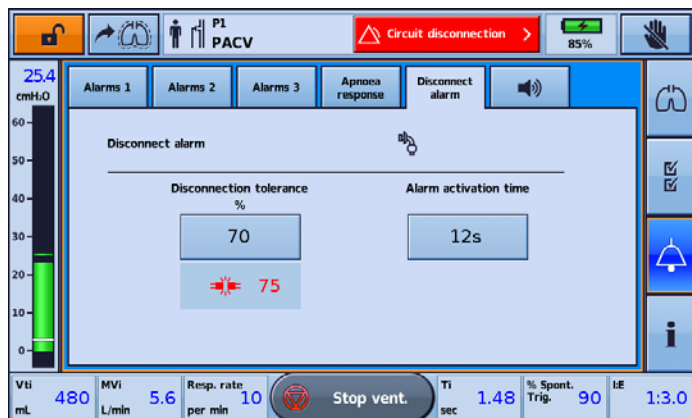 P1
PACV
Circuit disconnection
85%
25.4
cmH₂O
Alarms 1
Alarms 2
Alarms 3
Apnoea
response
Disconnect
alarm
60
50
40
30
20
10
0
Disconnect alarm
Disconnection tolerance
%
70
75
Alarm activation time
12s
Vti
480
mL
MVi
5.6
L/min
Resp. rate
10
per min
Stop vent.
Ti
1.48
sec
% Spont.
Trig.
90
I:E
1:3.0